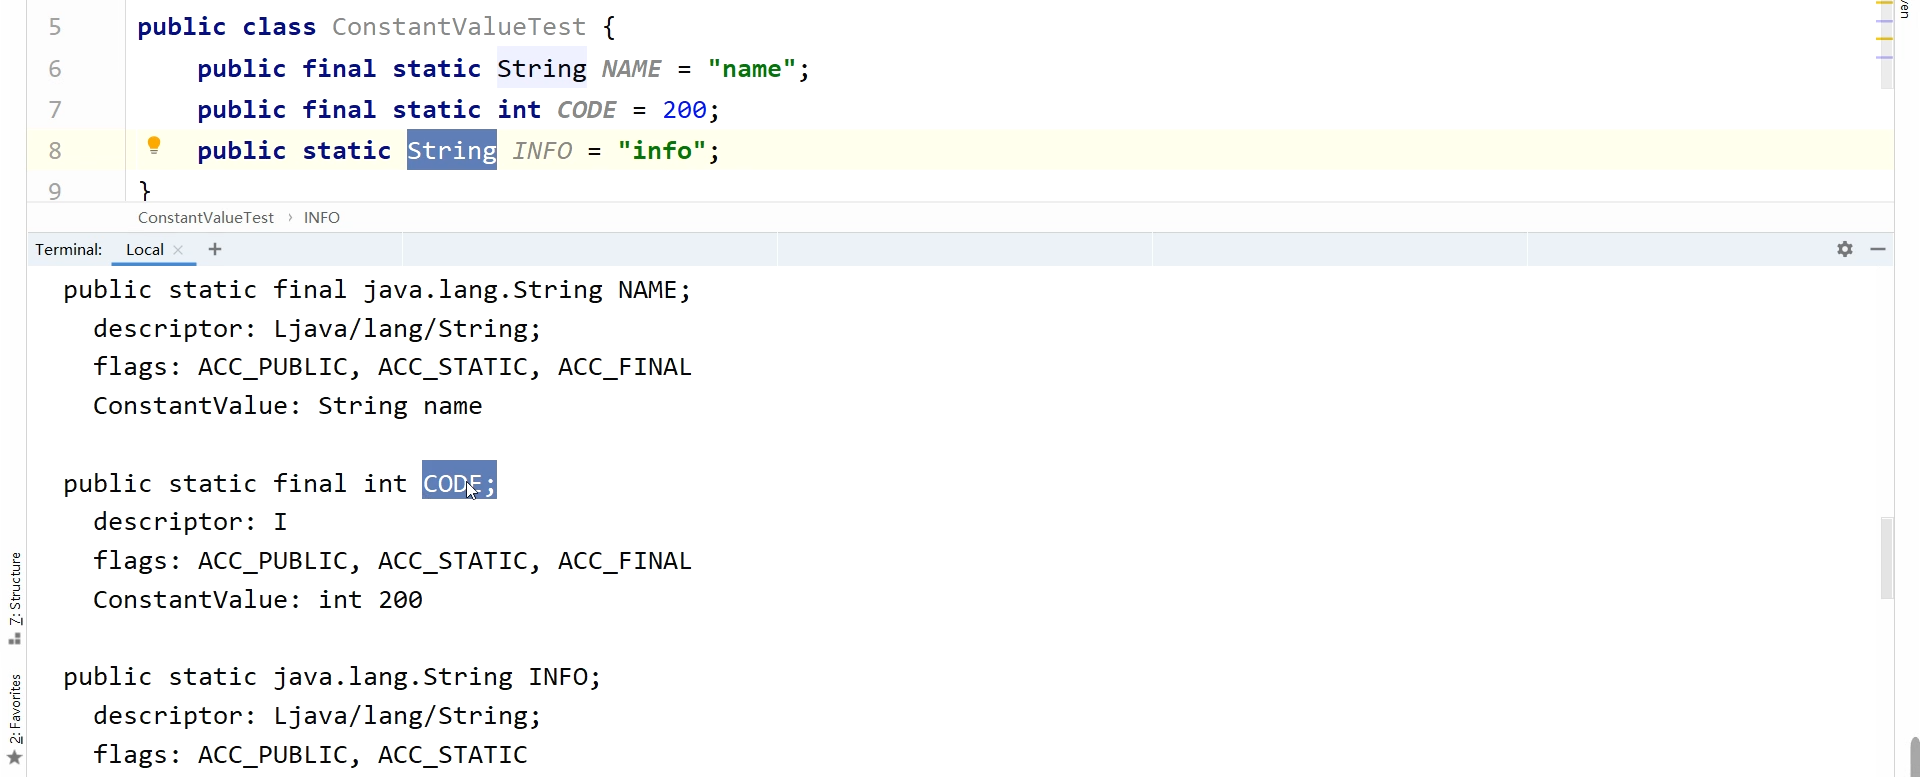 5 public class ConstantValueTest {
6 public final static String NAME = "name";
7 public final static int CODE = 200;
8 public static String INFO = "info";
9 }
ConstantValueTest › INFO
Terminal: Local × +
public static final java.lang.String NAME;
descriptor: Ljava/lang/String;
flags: ACC_PUBLIC, ACC_STATIC, ACC_FINAL
ConstantValue: String name
public static final int CODE;
descriptor: I
flags: ACC_PUBLIC, ACC_STATIC, ACC_FINAL
ConstantValue: int 200
public static java.lang.String INFO;
descriptor: Ljava/lang/String;
flags: ACC_PUBLIC, ACC_STATIC
7: Structure
2: Favorites